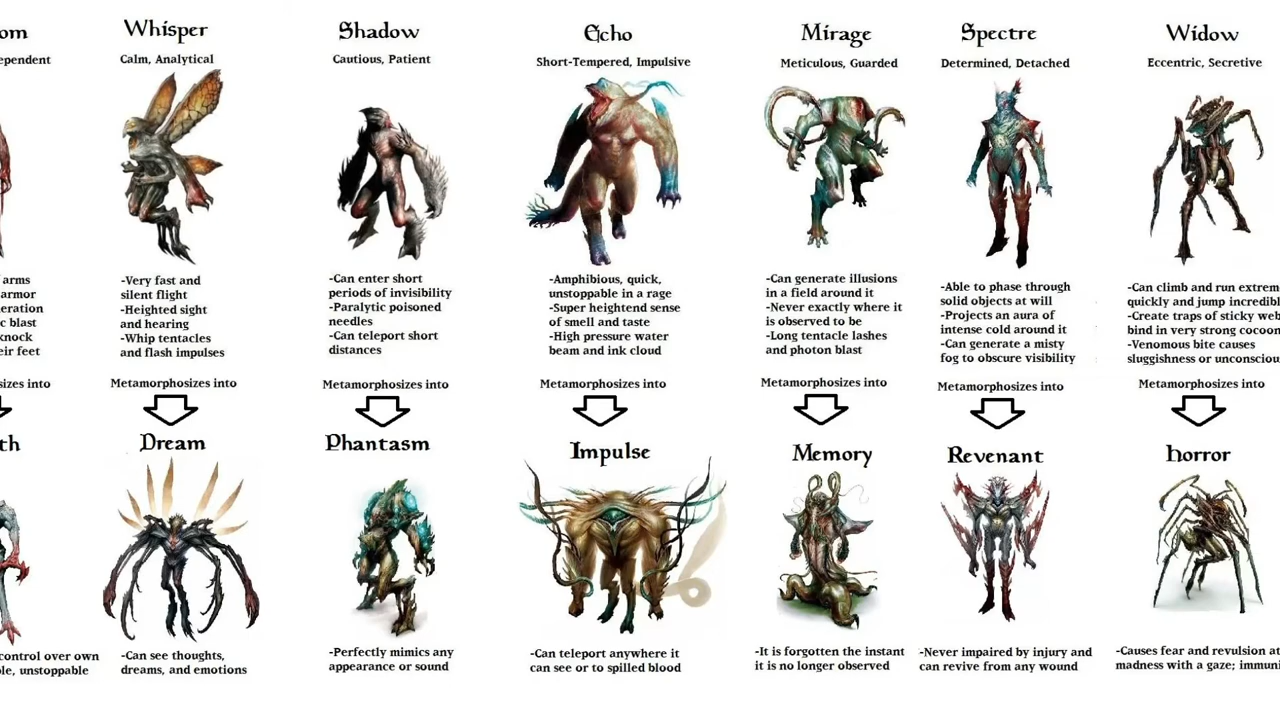 om
ependent
arms
armor
eration
c blast
knock
eir feet
sizes into
th
control over own
le, unstoppable
Whisper
Calm, Analytical
-Very fast and
silent flight
-Heighted sight
and hearing
-Whip tentacles
and flash impulses
Metamorphosizes into
Dream
-Can see thoughts,
dreams, and emotions
Shadow
Cautious, Patient
-Can enter short
periods of invisibility
-Paralytic poisoned
needles
-Can teleport short
distances
Metamorphosizes into
Phantasm
-Perfectly mimics any
appearance or sound
Echo
Short-Tempered, Impulsive
-Amphibious, quick,
unstoppable in a rage
-Super heightend sense
of smell and taste
-High pressure water
beam and ink cloud
Metamorphosizes into
Impulse
-Can teleport anywhere it
can see or to spilled blood
Mirage
Meticulous, Guarded
-Can generate illusions
in a field around it
-Never exactly where it
is observed to be
-Long tentacle lashes
and photon blast
Metamorphosizes into
Memory
-It is forgotten the instant
it is no longer observed
Spectre
Determined, Detached
-Able to phase through
solid objects at will
-Projects an aura of
intense cold around it
-Can generate a misty
fog to obscure visibility
Metamorphosizes into
Revenant
-Never impaired by injury and
can revive from any wound
Widow
Eccentric, Secretive
-Can climb and run extrem
quickly and jump incredibl
-Create traps of sticky web
bind in very strong cocoon
-Venomous bite causes
sluggishness or unconsciou
Metamorphosizes into
Horror
-Causes fear and revulsion at
madness with a gaze; immuni